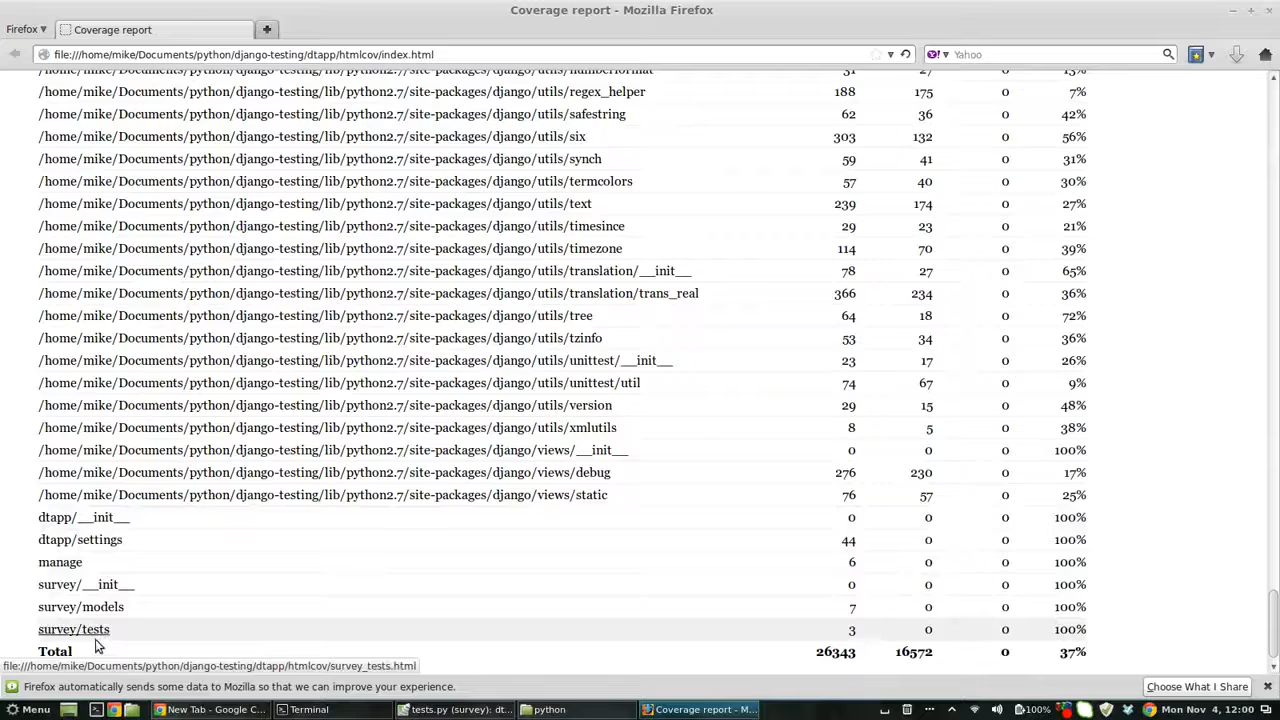 Coverage report - Mozilla Firefox
Firefox
Coverage report
file:///home/mike/Documents/python/django-testing/dtapp/htmlcov/index.html
Yahoo
/home/mike/Documents/python/django-testing/lib/python2.7/site-packages/django/utils/numberformat 31 27 0 13%
/home/mike/Documents/python/django-testing/lib/python2.7/site-packages/django/utils/regex_helper 188 175 0 7%
/home/mike/Documents/python/django-testing/lib/python2.7/site-packages/django/utils/safestring 62 36 0 42%
/home/mike/Documents/python/django-testing/lib/python2.7/site-packages/django/utils/six 303 132 0 56%
/home/mike/Documents/python/django-testing/lib/python2.7/site-packages/django/utils/synch 59 41 0 31%
/home/mike/Documents/python/django-testing/lib/python2.7/site-packages/django/utils/termcolors 57 40 0 30%
/home/mike/Documents/python/django-testing/lib/python2.7/site-packages/django/utils/text 239 174 0 27%
/home/mike/Documents/python/django-testing/lib/python2.7/site-packages/django/utils/timesince 29 23 0 21%
/home/mike/Documents/python/django-testing/lib/python2.7/site-packages/django/utils/timezone 114 70 0 39%
/home/mike/Documents/python/django-testing/lib/python2.7/site-packages/django/utils/translation/__init__ 78 27 0 65%
/home/mike/Documents/python/django-testing/lib/python2.7/site-packages/django/utils/translation/trans_real 366 234 0 36%
/home/mike/Documents/python/django-testing/lib/python2.7/site-packages/django/utils/tree 64 18 0 72%
/home/mike/Documents/python/django-testing/lib/python2.7/site-packages/django/utils/tzinfo 53 34 0 36%
/home/mike/Documents/python/django-testing/lib/python2.7/site-packages/django/utils/unittest/__init__ 23 17 0 26%
/home/mike/Documents/python/django-testing/lib/python2.7/site-packages/django/utils/unittest/util 74 67 0 9%
/home/mike/Documents/python/django-testing/lib/python2.7/site-packages/django/utils/version 29 15 0 48%
/home/mike/Documents/python/django-testing/lib/python2.7/site-packages/django/utils/xmlutils 8 5 0 38%
/home/mike/Documents/python/django-testing/lib/python2.7/site-packages/django/views/__init__ 0 0 0 100%
/home/mike/Documents/python/django-testing/lib/python2.7/site-packages/django/views/debug 276 230 0 17%
/home/mike/Documents/python/django-testing/lib/python2.7/site-packages/django/views/static 76 57 0 25%
dtapp/__init__ 0 0 0 100%
dtapp/settings 44 0 0 100%
manage 6 0 0 100%
survey/__init__ 0 0 0 100%
survey/models 7 0 0 100%
survey/tests 3 0 0 100%
Total 26343 16572 0 37%
file:///home/mike/Documents/python/django-testing/dtapp/htmlcov/survey_tests.html
Firefox automatically sends some data to Mozilla so that we can improve your experience. Choose What I Share
Menu New Tab - Google C... Terminal tests.py (survey): dt... python Coverage report - M... 100% Mon Nov 4, 12:00